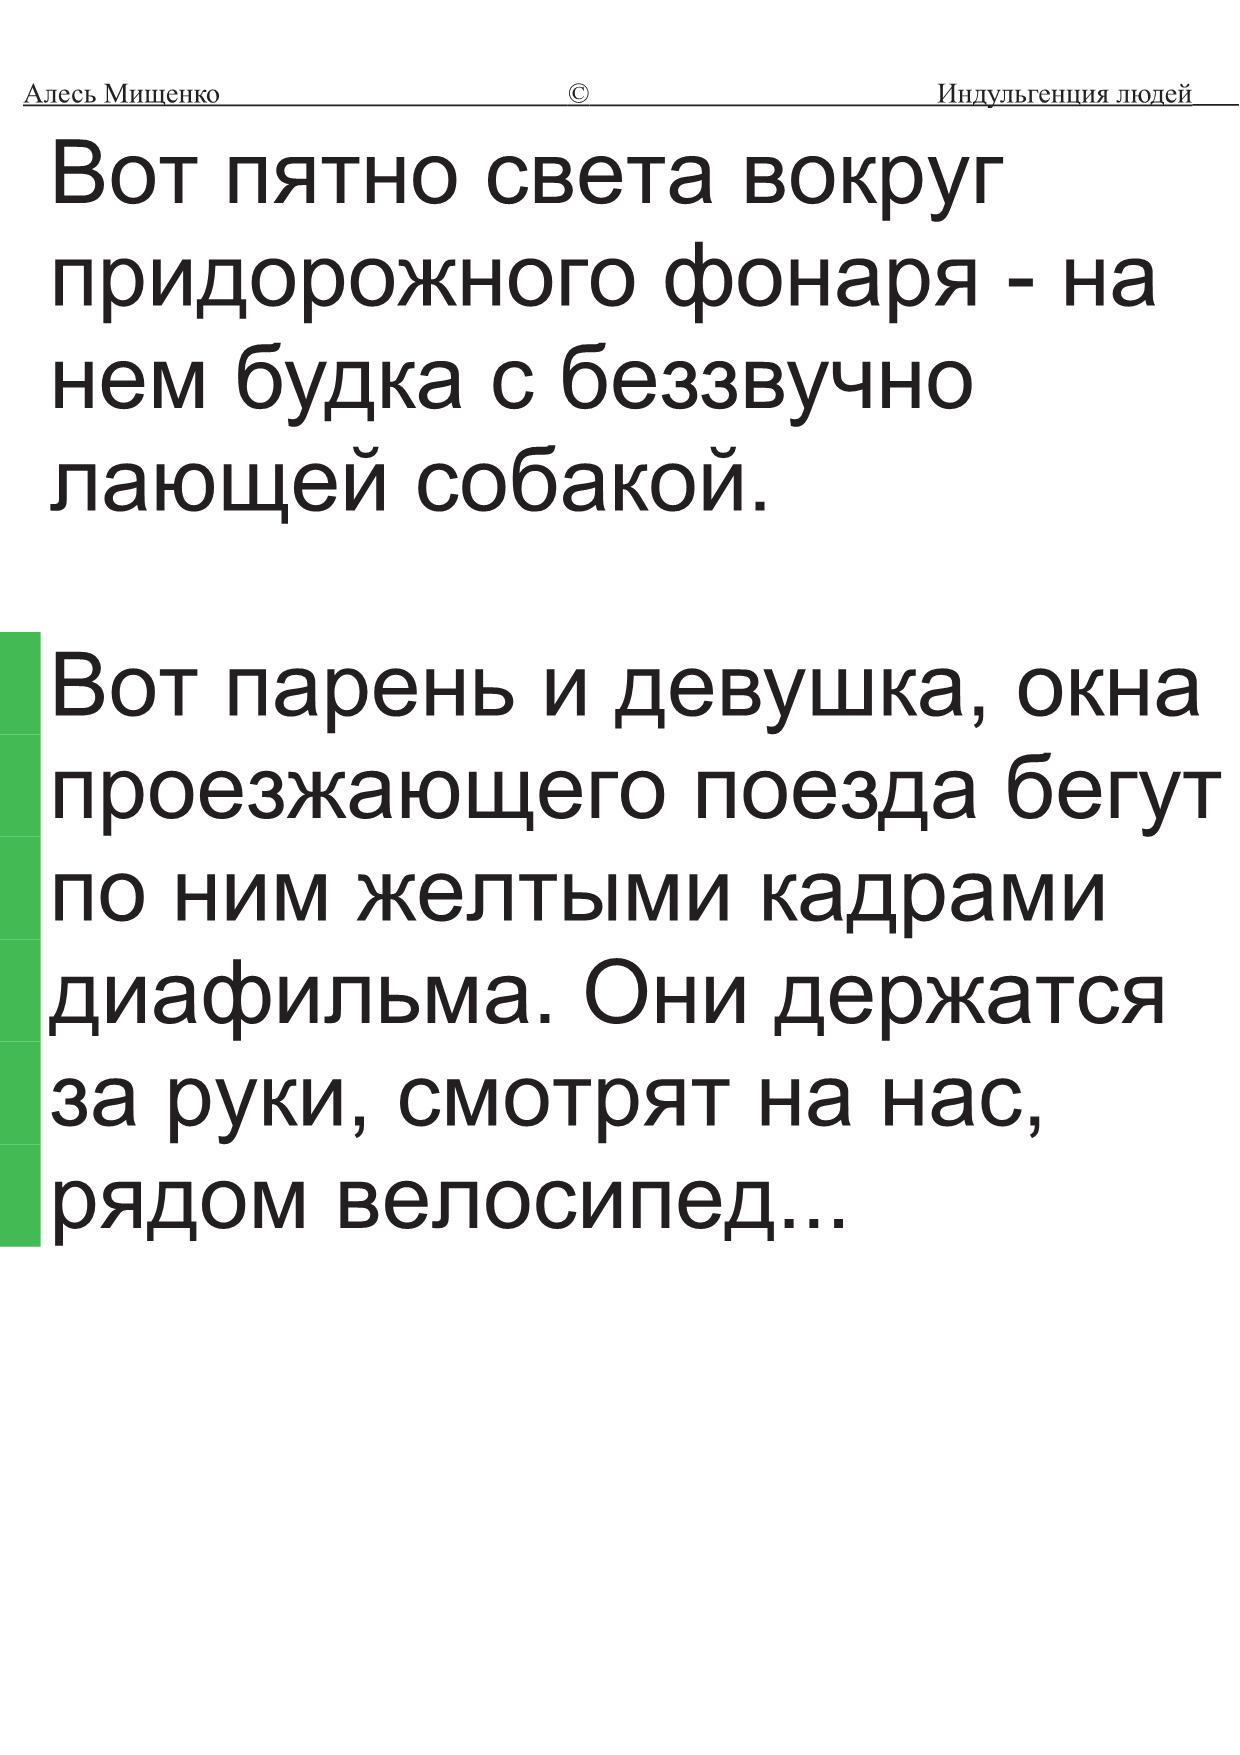 Алесь Мищенко © Индульгенция людей
Вот пятно света вокруг
придорожного фонаря - на
нем будка с беззвучно
лающей собакой.
Вот парень и девушка, окна
проезжающего поезда бегут
по ним желтыми кадрами
диафильма. Они держатся
за руки, смотрят на нас,
рядом велосипед...